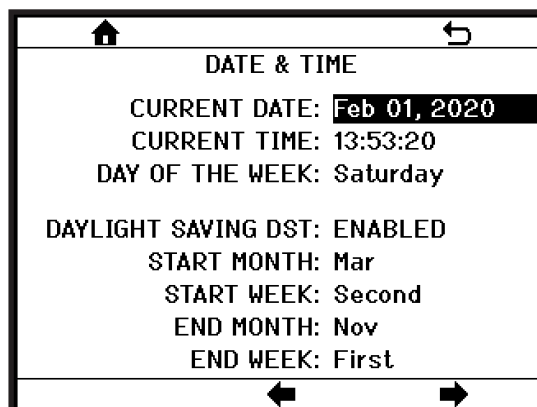 DATE & TIME
CURRENT DATE: Feb 01, 2020
CURRENT TIME: 13:53:20
DAY OF THE WEEK: Saturday
DAYLIGHT SAVING DST: ENABLED
START MONTH: Mar
START WEEK: Second
END MONTH: Nov
END WEEK: First